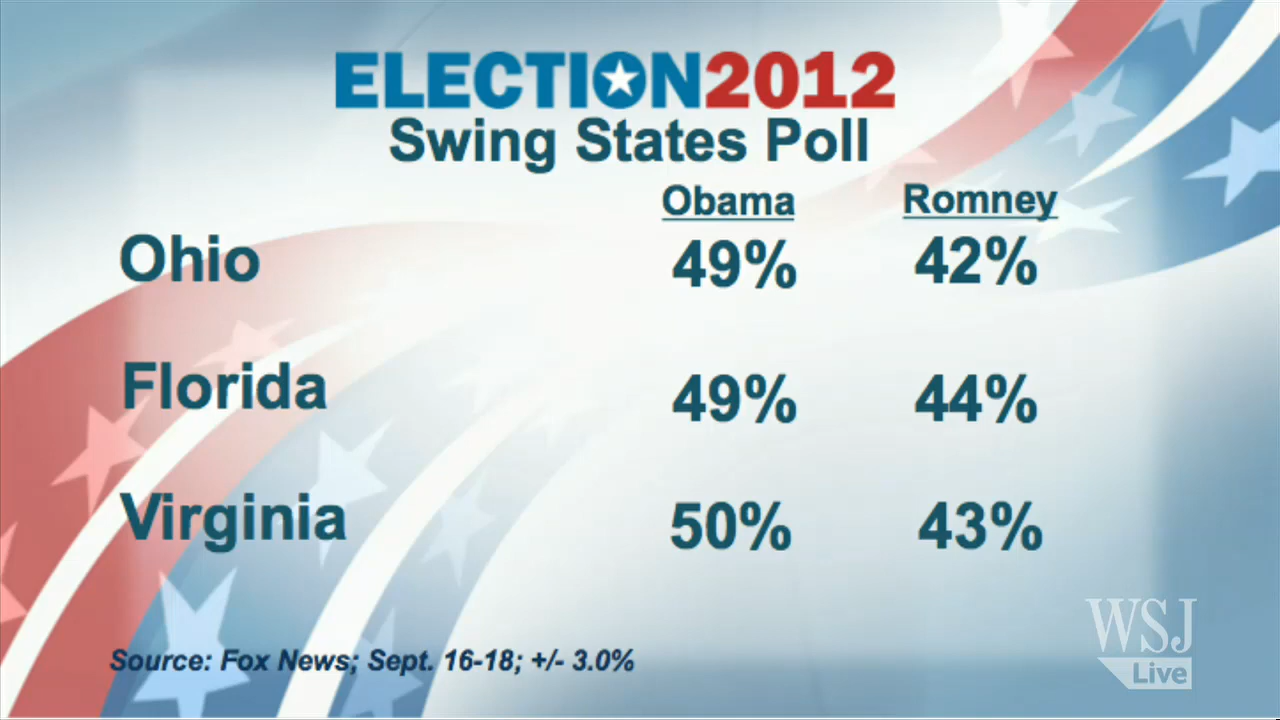 ELECTION2012
Swing States Poll
Obama Romney
Ohio 49% 42%
Florida 49% 44%
Virginia 50% 43%
Source: Fox News; Sept. 16-18; +/- 3.0%
WSJ
Live